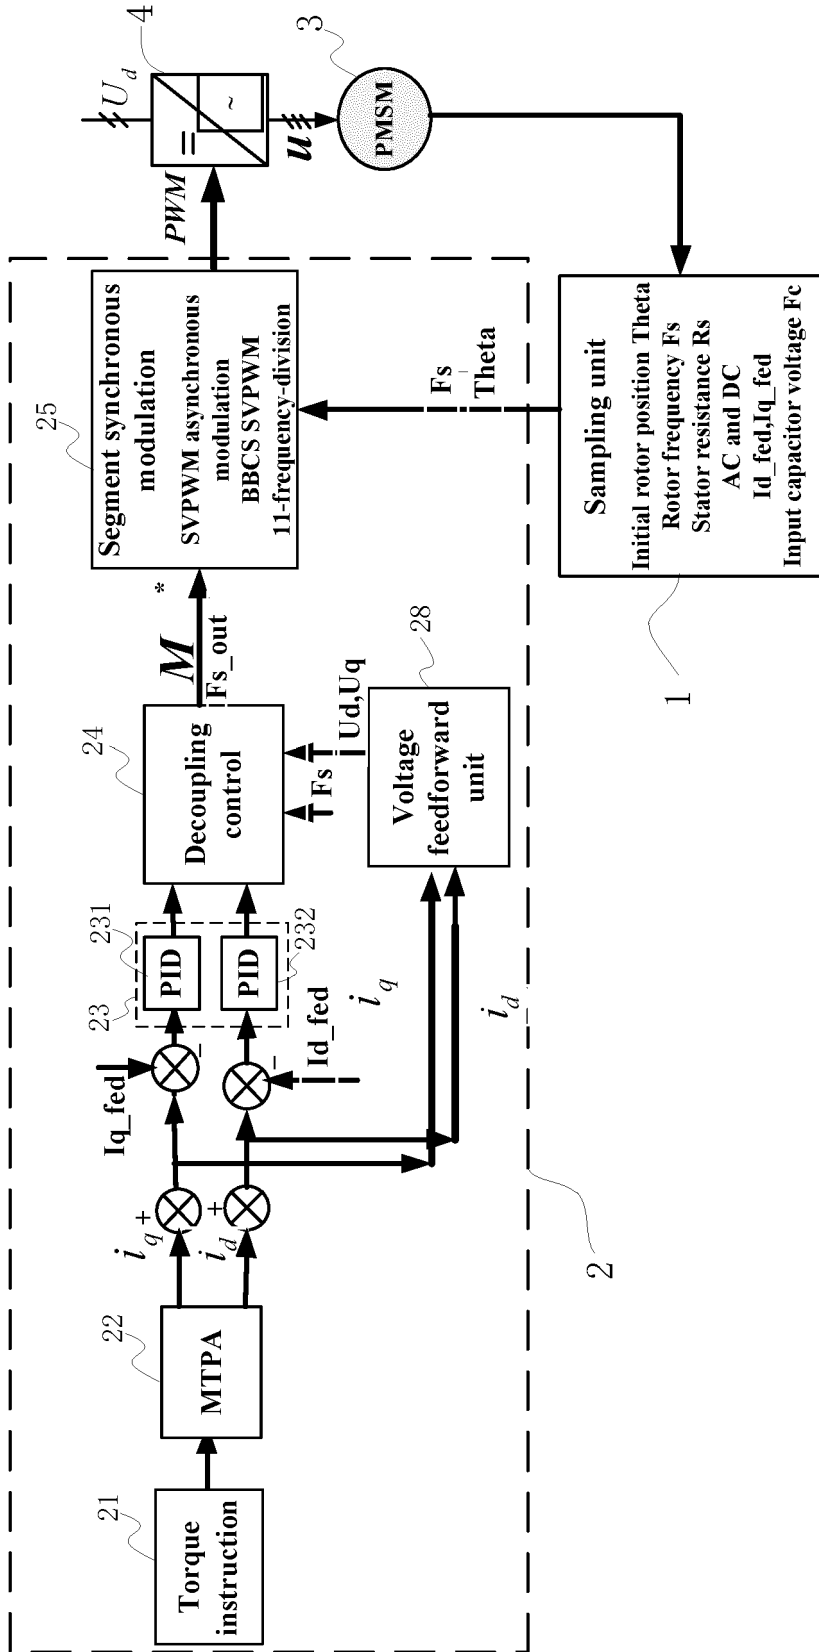 21
Torque
instruction
22
MTPA
i_q
+
i_d
+
Iq_fed
-
Id_fed
-
23
231
PID
232
PID
i_q
i_d
24
Decoupling
control
Fs
Ud,Uq
28
Voltage
feedforward
unit
M
*
Fs_out
25
Segment synchronous
modulation
SVPWM asynchronous
modulation
BBCS SVPWM
11-frequency-division
PWM
4
U_d
=
~
u
3
PMSM
Fs
Theta
Sampling unit
Initial rotor position Theta
Rotor frequency Fs
Stator resistance Rs
AC and DC
Id_fed,Iq_fed
Input capacitor voltage Fc
1
2